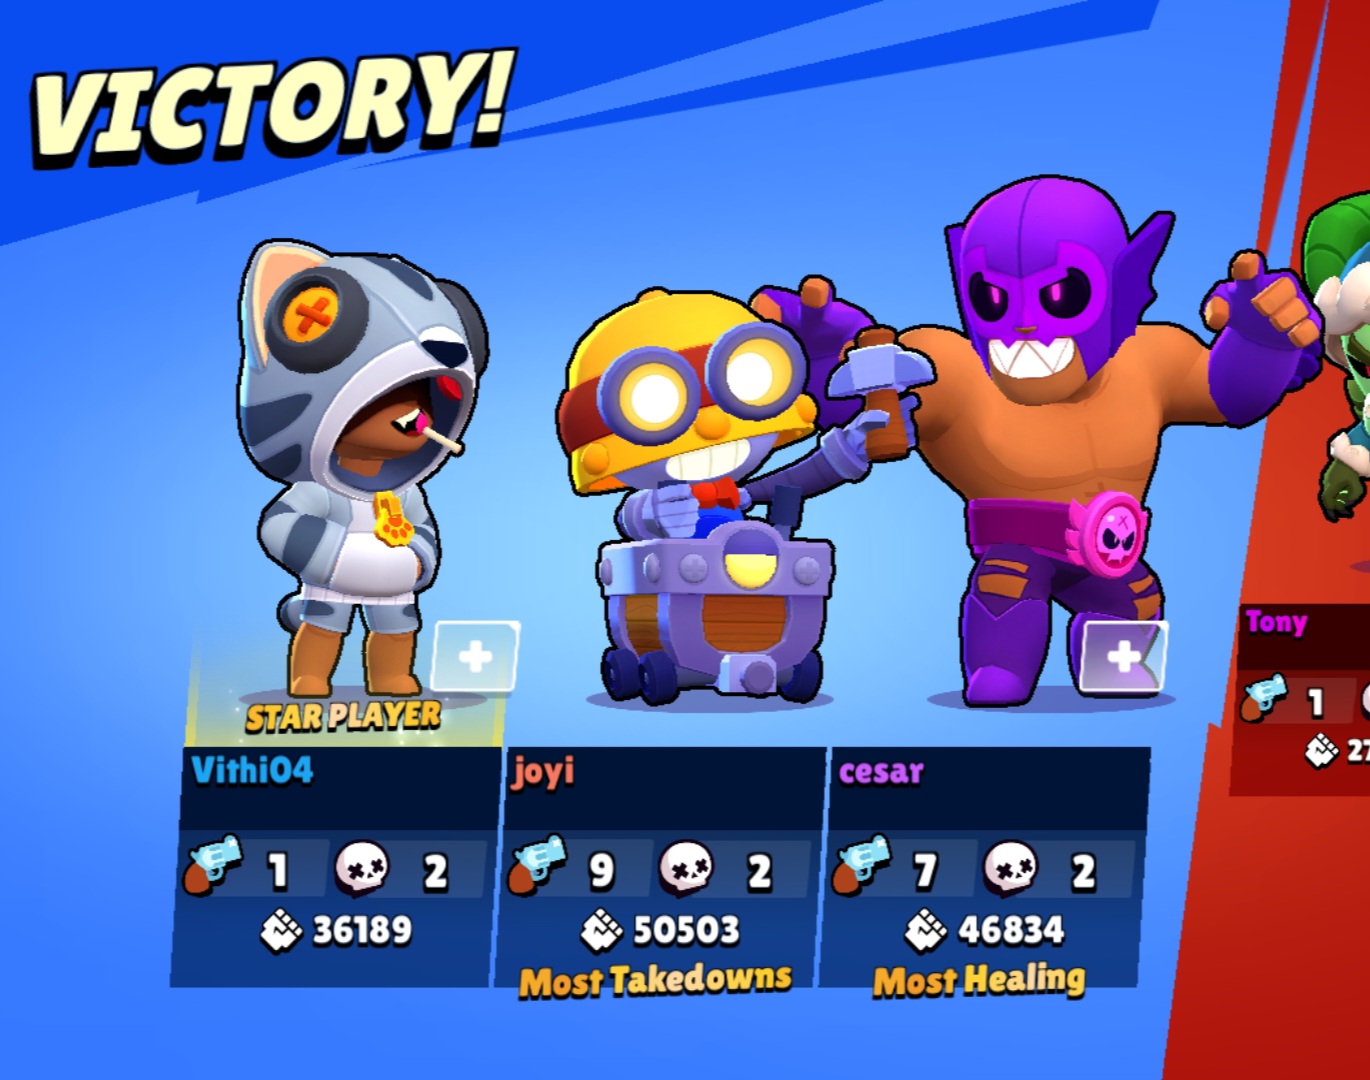 VICTORY!
STAR PLAYER
Vithi04
1 2
36189
joyi
9 2
50503
Most Takedowns
cesar
7 2
46834
Most Healing
Tony
1